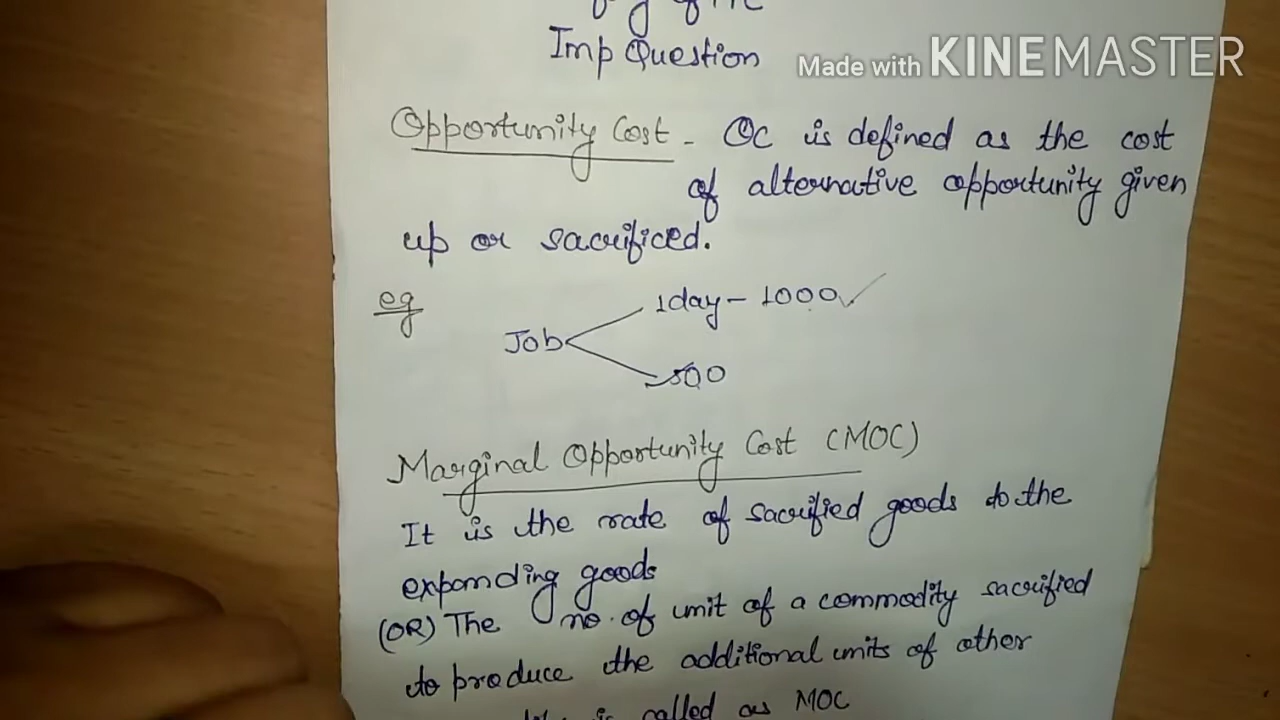 Imp Question
Made with KINEMASTER
Opportunity Cost - OC is defined as the cost
of alternative opportunity given
up or sacrificed.
eg
1day - 1000 ✓
Job
500
Marginal Opportunity Cost (MOC)
It is the rate of sacrified goods to the
expanding goods
(OR) The no. of unit of a commodity sacrified
to produce the additional units of other
is called as MOC